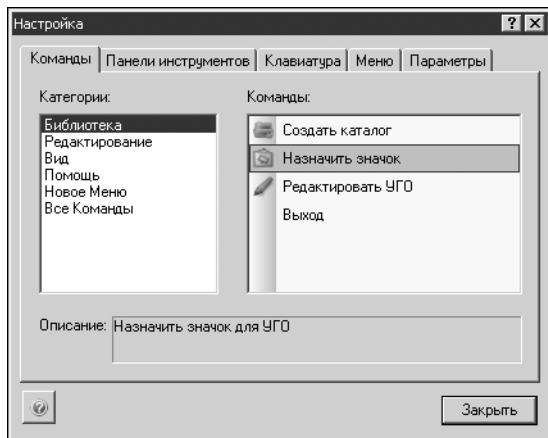 Настройка
Команды Панели инструментов Клавиатура Меню Параметры
Категории: Команды:
Библиотека
Редактирование
Вид
Помощь
Новое Меню
Все Команды
Создать каталог
Назначить значок
Редактировать УГО
Выход
Описание: Назначить значок для УГО
Закрыть